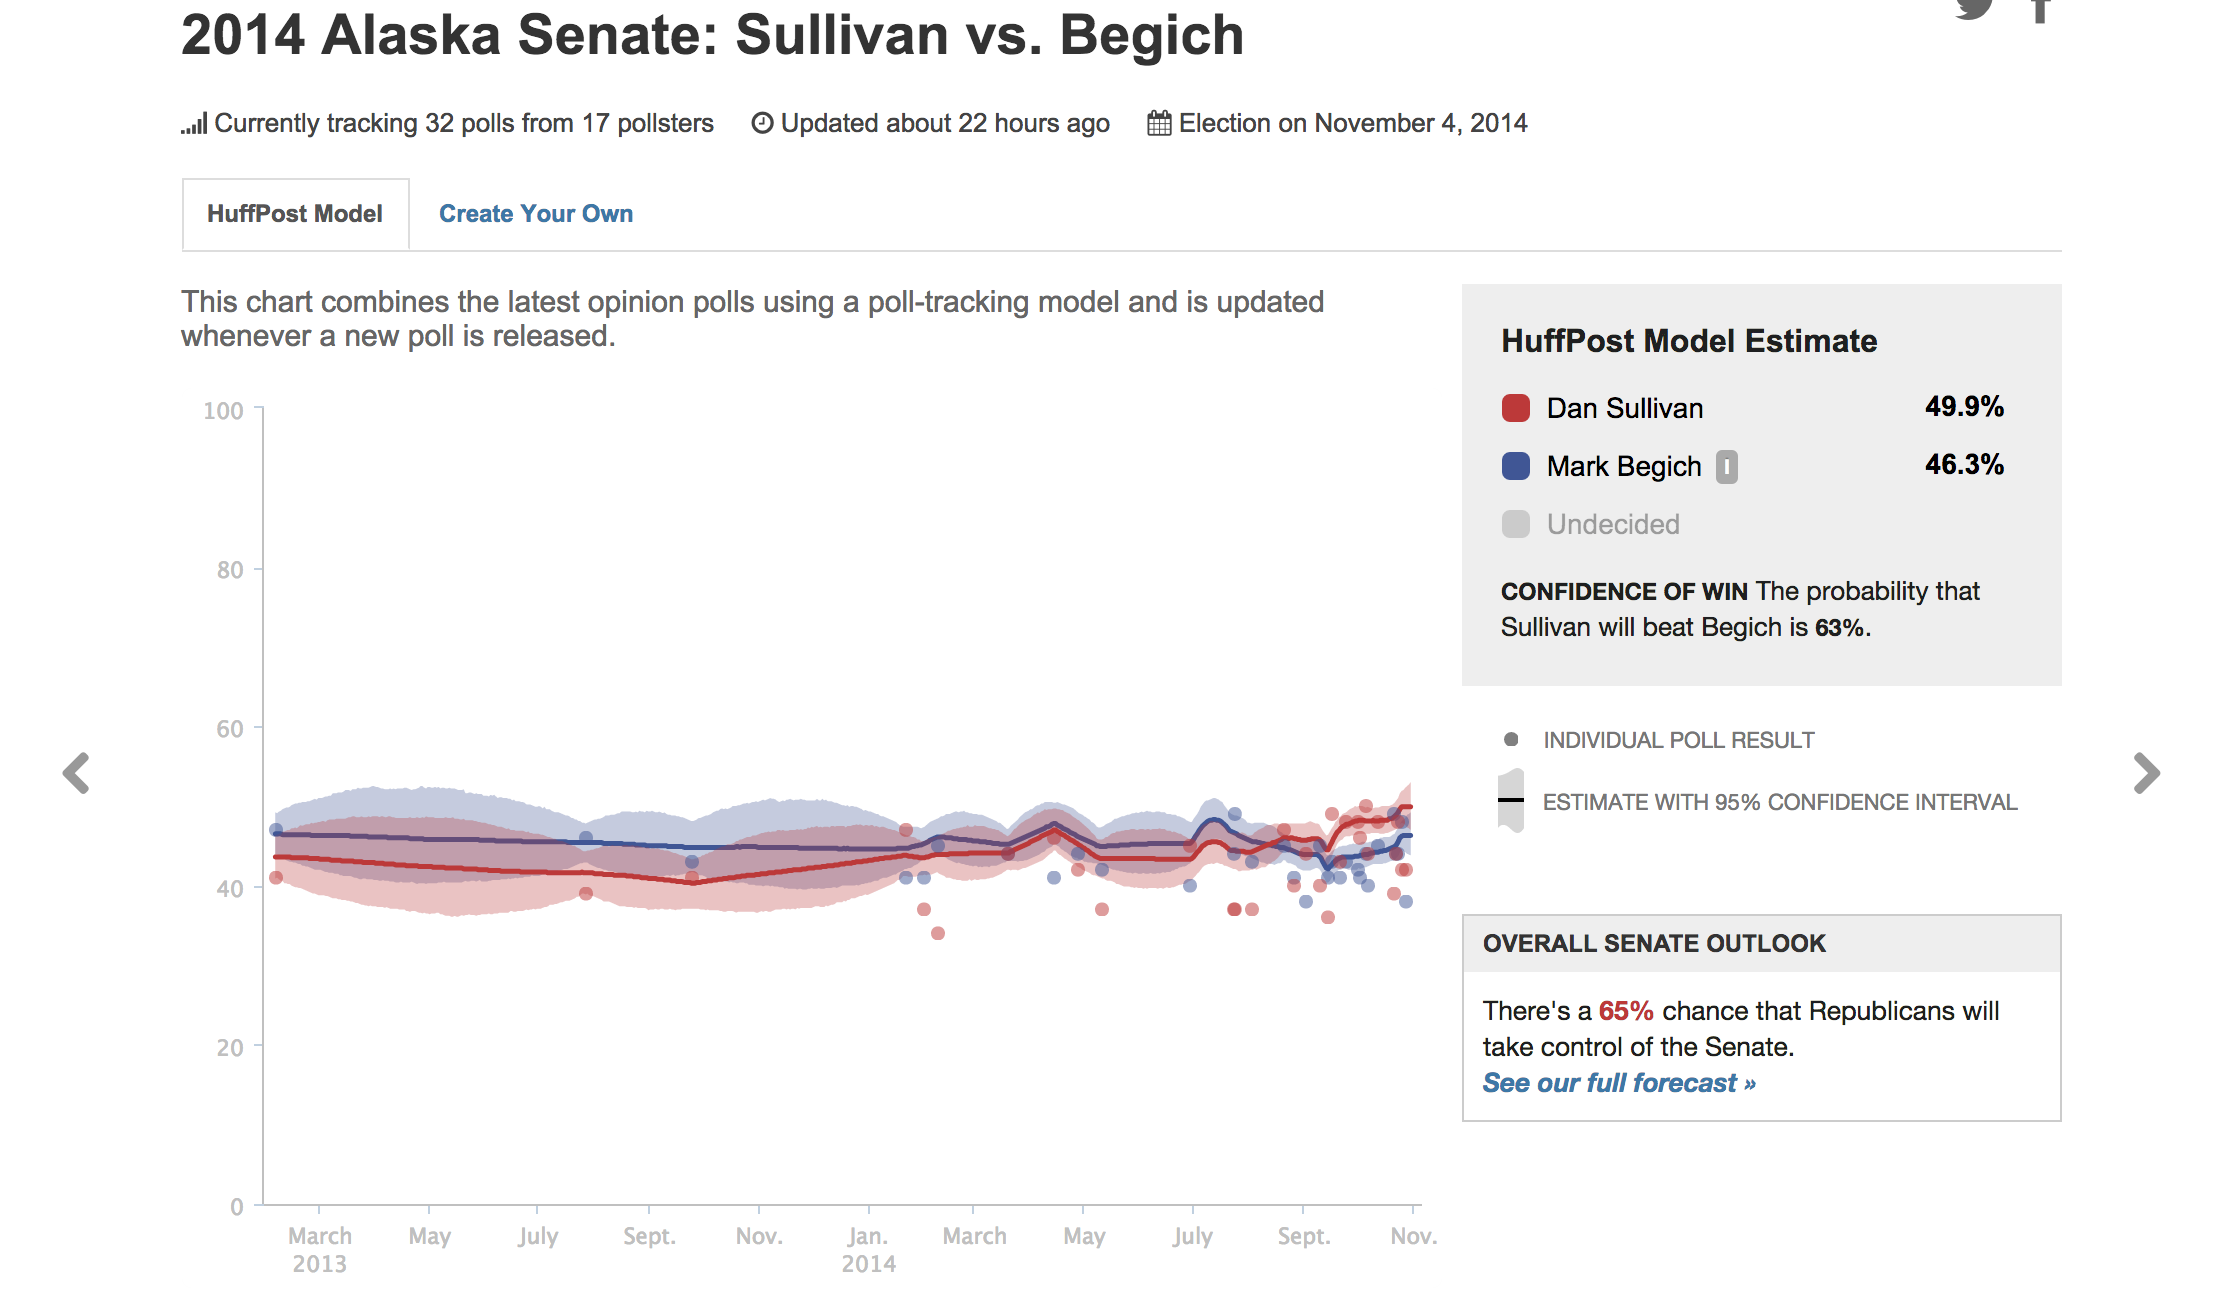 2014 Alaska Senate: Sullivan vs. Begich
Currently tracking 32 polls from 17 pollsters Updated about 22 hours ago Election on November 4, 2014
HuffPost Model Create Your Own
This chart combines the latest opinion polls using a poll-tracking model and is updated
whenever a new poll is released.
100
80
60
40
20
0
March May July Sept. Nov. Jan. March May July Sept. Nov.
2013 2014
HuffPost Model Estimate
Dan Sullivan 49.9%
Mark Begich I 46.3%
Undecided
CONFIDENCE OF WIN The probability that
Sullivan will beat Begich is 63%.
INDIVIDUAL POLL RESULT
ESTIMATE WITH 95% CONFIDENCE INTERVAL
OVERALL SENATE OUTLOOK
There's a 65% chance that Republicans will
take control of the Senate.
See our full forecast »